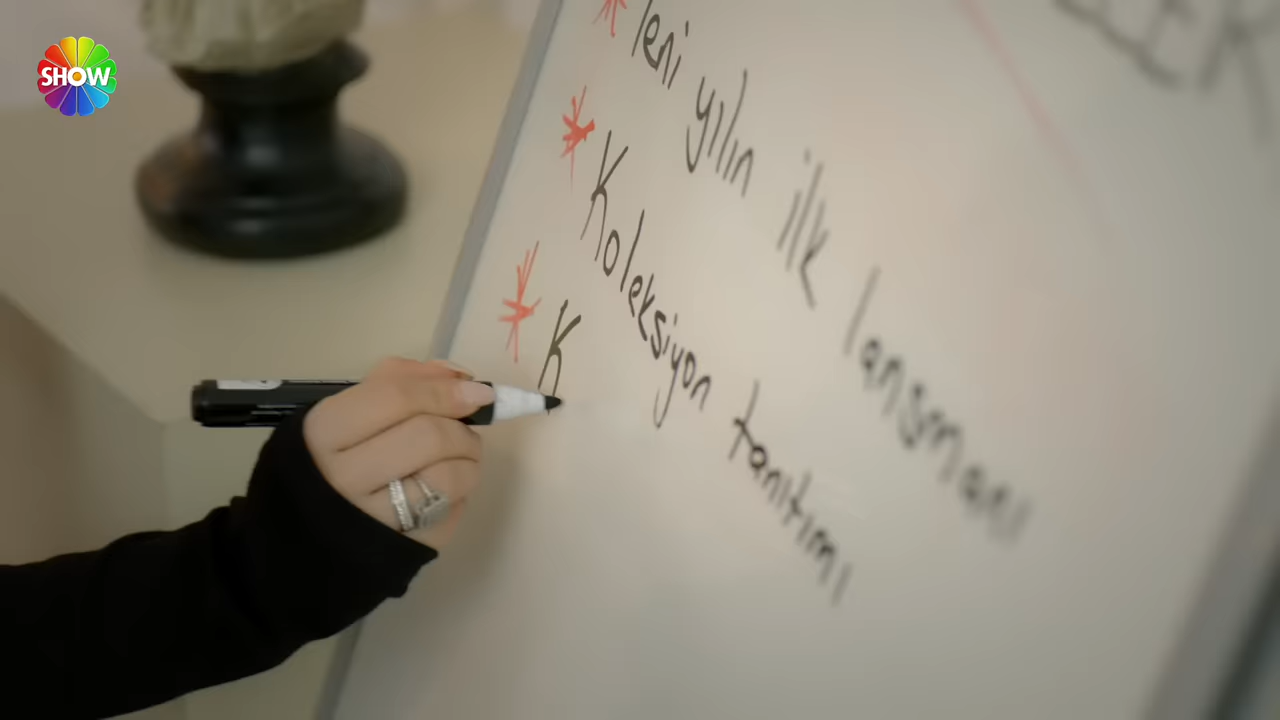 SHOW
* Yeni yılın ilk lansmanı
* Koleksiyon tanıtımı
* K